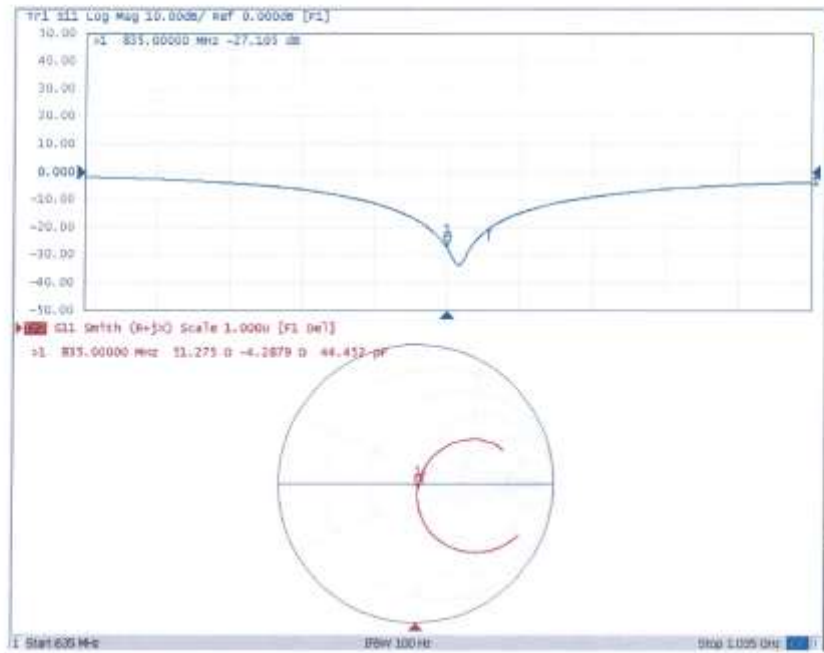 Tr1 S11 Log Mag 10.00dB/ Ref 0.000dB [F1]
50.00
>1 835.00000 MHz -27.105 dB
40.00
30.00
20.00
10.00
0.000
-10.00
-20.00
-30.00
-40.00
-50.00
S11 Smith (R+jX) Scale 1.000U [F1 Del]
>1 835.00000 MHz 51.275 Ω -4.2879 Ω 44.452 pF
1 Start 635 MHz IFBW 100 Hz Stop 1.035 GHz